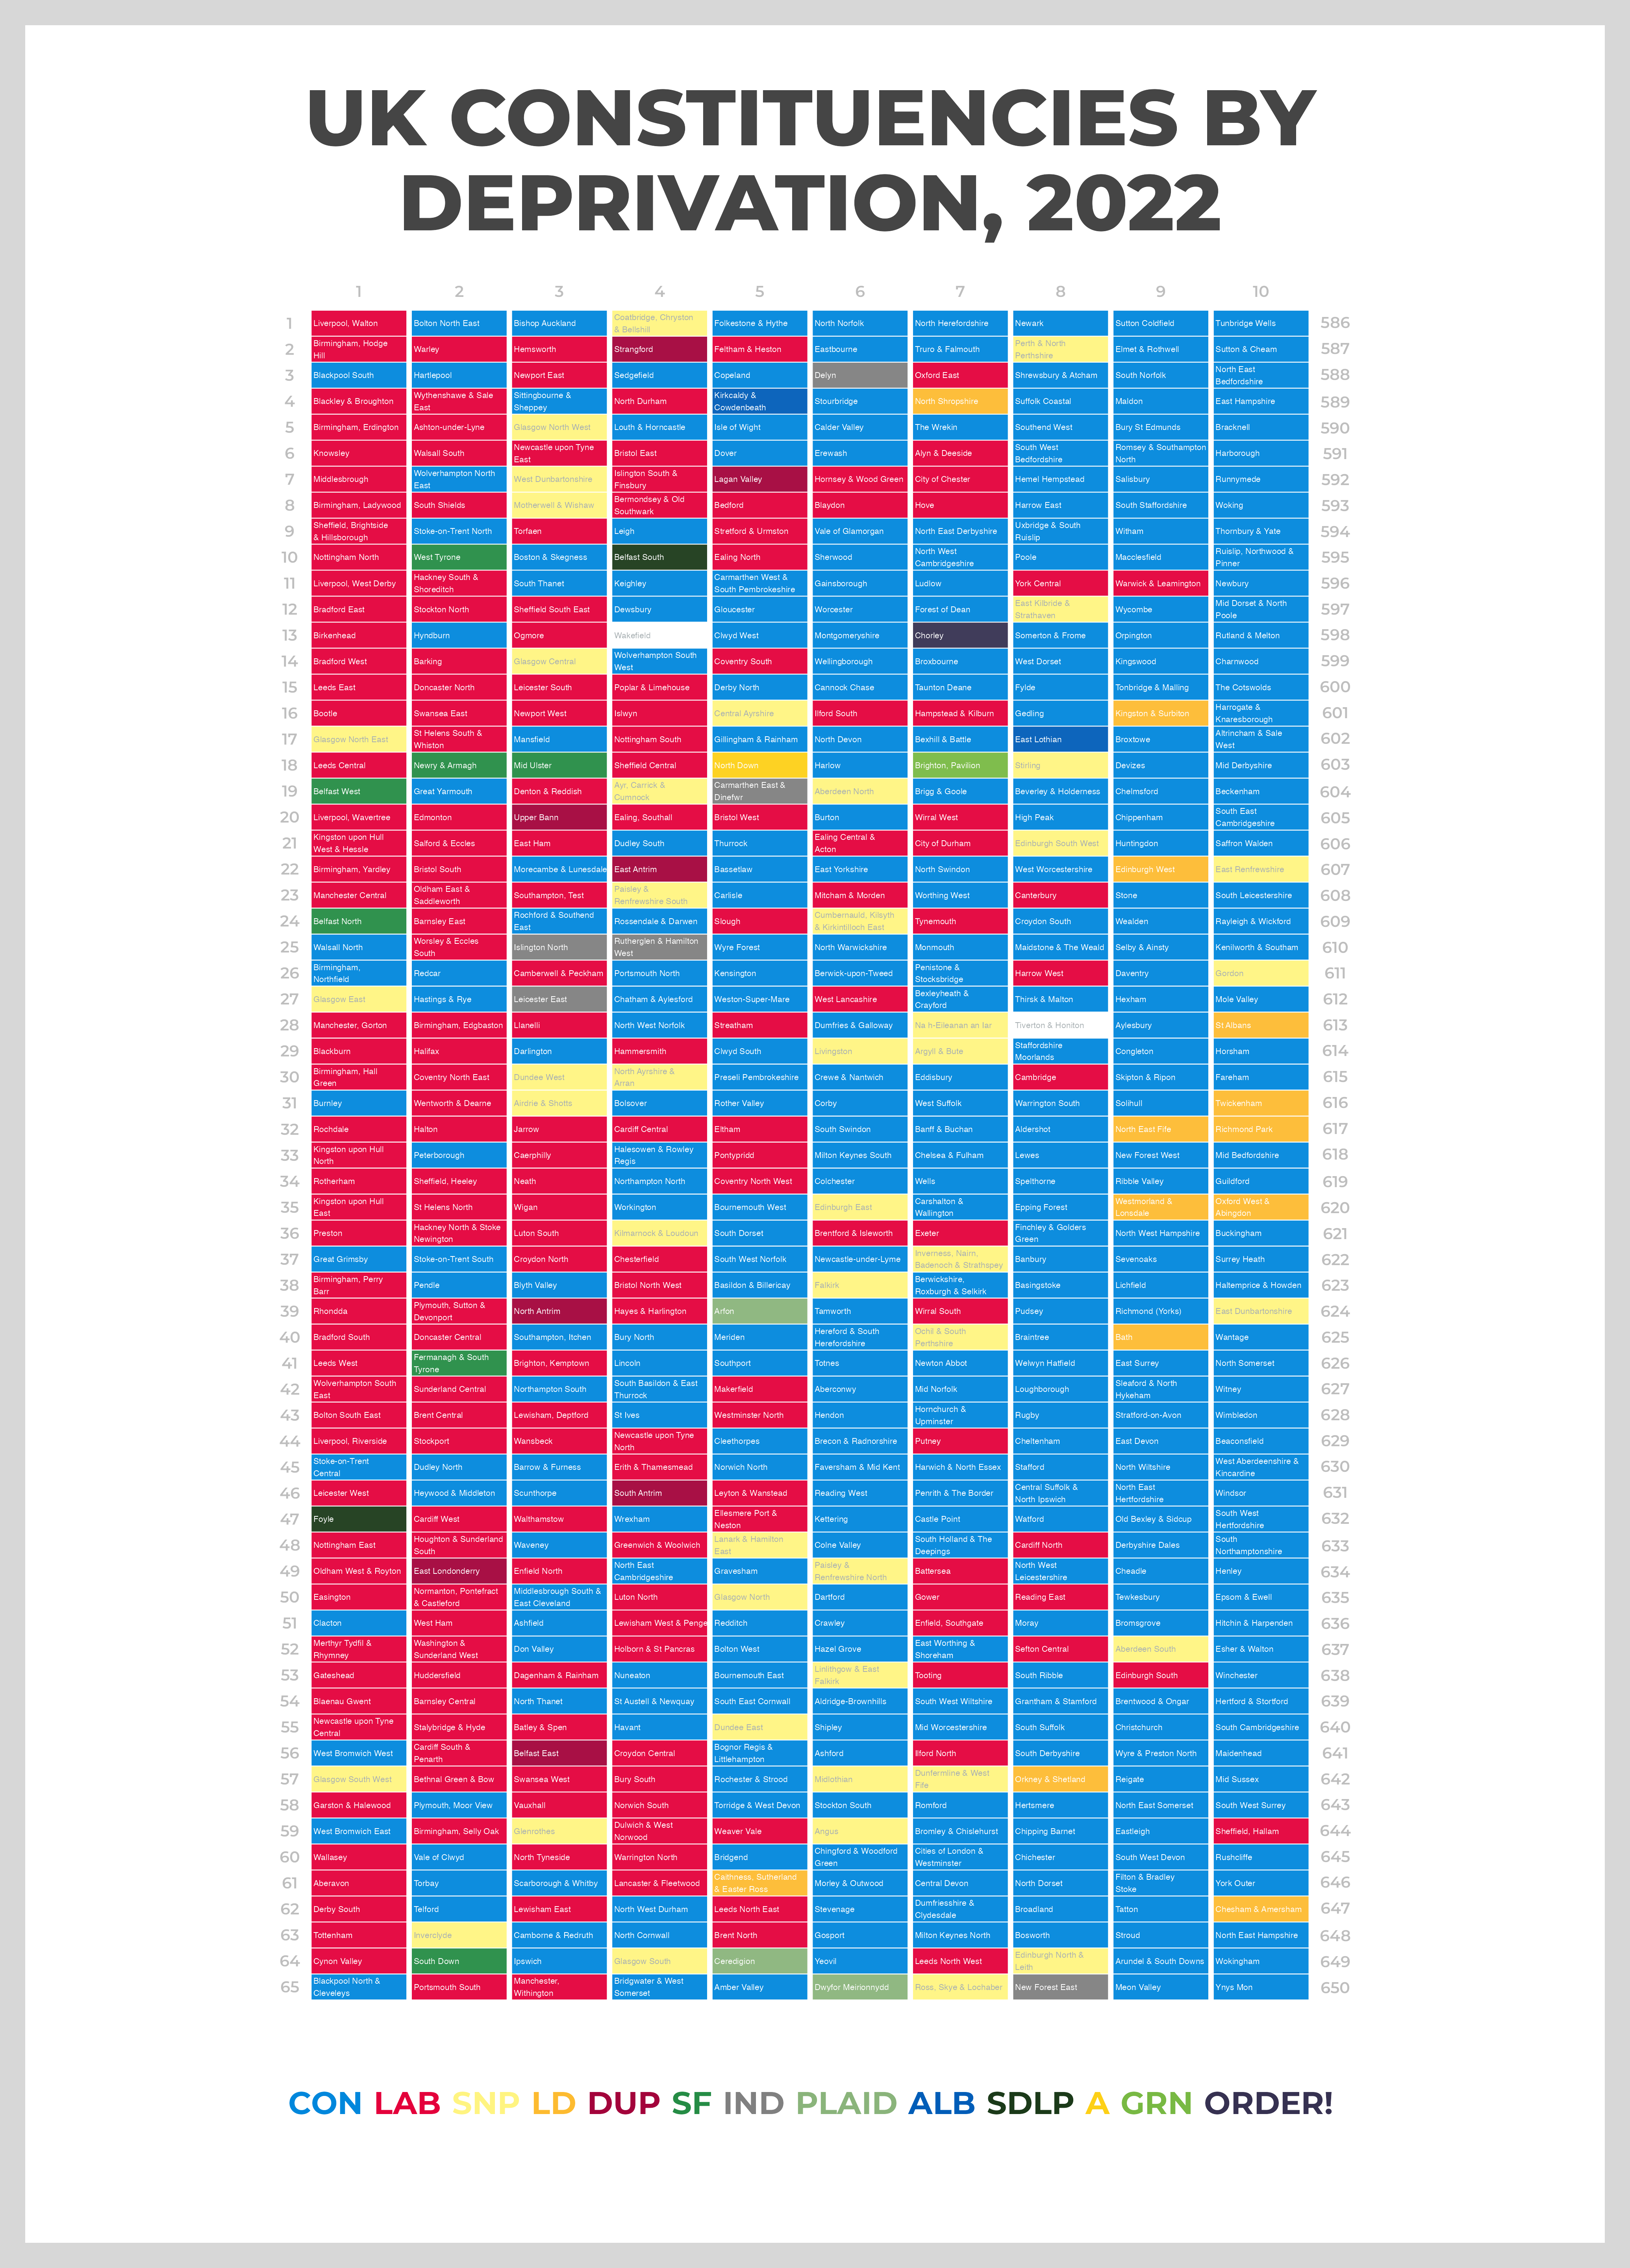 UK CONSTITUENCIES BY
DEPRIVATION, 2022
1 2 3 4 5 6 7 8 9 10
1 Liverpool, Walton Bolton North East Bishop Auckland Coatbridge, Chryston & Bellshill Folkestone & Hythe North Norfolk North Herefordshire Newark Sutton Coldfield Tunbridge Wells 586
2 Birmingham, Hodge Hill Warley Hemsworth Strangford Feltham & Heston Eastbourne Truro & Falmouth Perth & North Perthshire Elmet & Rothwell Sutton & Cheam 587
3 Blackpool South Hartlepool Newport East Sedgefield Copeland Delyn Oxford East Shrewsbury & Atcham South Norfolk North East Bedfordshire 588
4 Blackley & Broughton Wythenshawe & Sale East Sittingbourne & Sheppey North Durham Kirkcaldy & Cowdenbeath Stourbridge North Shropshire Suffolk Coastal Maldon East Hampshire 589
5 Birmingham, Erdington Ashton-under-Lyne Glasgow North West Louth & Horncastle Isle of Wight Calder Valley The Wrekin Southend West Bury St Edmunds Bracknell 590
6 Knowsley Walsall South Newcastle upon Tyne East Bristol East Dover Erewash Alyn & Deeside South West Bedfordshire Romsey & Southampton North Harborough 591
7 Middlesbrough Wolverhampton North East West Dunbartonshire Islington South & Finsbury Lagan Valley Hornsey & Wood Green City of Chester Hemel Hempstead Salisbury Runnymede 592
8 Birmingham, Ladywood South Shields Motherwell & Wishaw Bermondsey & Old Southwark Bedford Blaydon Hove Harrow East South Staffordshire Woking 593
9 Sheffield, Brightside & Hillsborough Stoke-on-Trent North Torfaen Leigh Stretford & Urmston Vale of Glamorgan North East Derbyshire Uxbridge & South Ruislip Witham Thornbury & Yate 594
10 Nottingham North West Tyrone Boston & Skegness Belfast South Ealing North Sherwood North West Cambridgeshire Poole Macclesfield Ruislip, Northwood & Pinner 595
11 Liverpool, West Derby Hackney South & Shoreditch South Thanet Keighley Carmarthen West & South Pembrokeshire Gainsborough Ludlow York Central Warwick & Leamington Newbury 596
12 Bradford East Stockton North Sheffield South East Dewsbury Gloucester Worcester Forest of Dean East Kilbride & Strathaven Wycombe Mid Dorset & North Poole 597
13 Birkenhead Hyndburn Ogmore Wakefield Clwyd West Montgomeryshire Chorley Somerton & Frome Orpington Rutland & Melton 598
14 Bradford West Barking Glasgow Central Wolverhampton South West Coventry South Wellingborough Broxbourne West Dorset Kingswood Charnwood 599
15 Leeds East Doncaster North Leicester South Poplar & Limehouse Derby North Cannock Chase Taunton Deane Fylde Tonbridge & Malling The Cotswolds 600
16 Bootle Swansea East Newport West Islwyn Central Ayrshire Ilford South Hampstead & Kilburn Gedling Kingston & Surbiton Harrogate & Knaresborough 601
17 Glasgow North East St Helens South & Whiston Mansfield Nottingham South Gillingham & Rainham North Devon Bexhill & Battle East Lothian Broxtowe Altrincham & Sale West 602
18 Leeds Central Newry & Armagh Mid Ulster Sheffield Central North Down Harlow Brighton, Pavilion Stirling Devizes Mid Derbyshire 603
19 Belfast West Great Yarmouth Denton & Reddish Ayr, Carrick & Cumnock Carmarthen East & Dinefwr Aberdeen North Brigg & Goole Beverley & Holderness Chelmsford Beckenham 604
20 Liverpool, Wavertree Edmonton Upper Bann Ealing, Southall Bristol West Burton Wirral West High Peak Chippenham South East Cambridgeshire 605
21 Kingston upon Hull West & Hessle Salford & Eccles East Ham Dudley South Thurrock Ealing Central & Acton City of Durham Edinburgh South West Huntingdon Saffron Walden 606
22 Birmingham, Yardley Bristol South Morecambe & Lunesdale East Antrim Bassetlaw East Yorkshire North Swindon West Worcestershire Edinburgh West East Renfrewshire 607
23 Manchester Central Oldham East & Saddleworth Southampton, Test Paisley & Renfrewshire South Carlisle Mitcham & Morden Worthing West Canterbury Stone South Leicestershire 608
24 Belfast North Barnsley East Rochford & Southend East Rossendale & Darwen Slough Cumbernauld, Kilsyth & Kirkintilloch East Tynemouth Croydon South Wealden Rayleigh & Wickford 609
25 Walsall North Worsley & Eccles South Islington North Rutherglen & Hamilton West Wyre Forest North Warwickshire Monmouth Maidstone & The Weald Selby & Ainsty Kenilworth & Southam 610
26 Birmingham, Northfield Redcar Camberwell & Peckham Portsmouth North Kensington Berwick-upon-Tweed Penistone & Stocksbridge Harrow West Daventry Gordon 611
27 Glasgow East Hastings & Rye Leicester East Chatham & Aylesford Weston-Super-Mare West Lancashire Bexleyheath & Crayford Thirsk & Malton Hexham Mole Valley 612
28 Manchester, Gorton Birmingham, Edgbaston Llanelli North West Norfolk Streatham Dumfries & Galloway Na h-Eileanan an Iar Tiverton & Honiton Aylesbury St Albans 613
29 Blackburn Halifax Darlington Hammersmith Clwyd South Livingston Argyll & Bute Staffordshire Moorlands Congleton Horsham 614
30 Birmingham, Hall Green Coventry North East Dundee West North Ayrshire & Arran Preseli Pembrokeshire Crewe & Nantwich Eddisbury Cambridge Skipton & Ripon Fareham 615
31 Burnley Wentworth & Dearne Airdrie & Shotts Bolsover Rother Valley Corby West Suffolk Warrington South Solihull Twickenham 616
32 Rochdale Halton Jarrow Cardiff Central Eltham South Swindon Banff & Buchan Aldershot North East Fife Richmond Park 617
33 Kingston upon Hull North Peterborough Caerphilly Halesowen & Rowley Regis Pontypridd Milton Keynes South Chelsea & Fulham Lewes New Forest West Mid Bedfordshire 618
34 Rotherham Sheffield, Heeley Neath Northampton North Coventry North West Colchester Wells Spelthorne Ribble Valley Guildford 619
35 Kingston upon Hull East St Helens North Wigan Workington Bournemouth West Edinburgh East Carshalton & Wallington Epping Forest Westmorland & Lonsdale Oxford West & Abingdon 620
36 Preston Hackney North & Stoke Newington Luton South Kilmarnock & Loudoun South Dorset Brentford & Isleworth Exeter Finchley & Golders Green North West Hampshire Buckingham 621
37 Great Grimsby Stoke-on-Trent South Croydon North Chesterfield South West Norfolk Newcastle-under-Lyme Inverness, Nairn, Badenoch & Strathspey Banbury Sevenoaks Surrey Heath 622
38 Birmingham, Perry Barr Pendle Blyth Valley Bristol North West Basildon & Billericay Falkirk Berwickshire, Roxburgh & Selkirk Basingstoke Lichfield Haltemprice & Howden 623
39 Rhondda Plymouth, Sutton & Devonport North Antrim Hayes & Harlington Arfon Tamworth Wirral South Pudsey Richmond (Yorks) East Dunbartonshire 624
40 Bradford South Doncaster Central Southampton, Itchen Bury North Meriden Hereford & South Herefordshire Ochil & South Perthshire Braintree Bath Wantage 625
41 Leeds West Fermanagh & South Tyrone Brighton, Kemptown Lincoln Southport Totnes Newton Abbot Welwyn Hatfield East Surrey North Somerset 626
42 Wolverhampton South East Sunderland Central Northampton South South Basildon & East Thurrock Makerfield Aberconwy Mid Norfolk Loughborough Sleaford & North Hykeham Witney 627
43 Bolton South East Brent Central Lewisham, Deptford St Ives Westminster North Hendon Hornchurch & Upminster Rugby Stratford-on-Avon Wimbledon 628
44 Liverpool, Riverside Stockport Wansbeck Newcastle upon Tyne North Cleethorpes Brecon & Radnorshire Putney Cheltenham East Devon Beaconsfield 629
45 Stoke-on-Trent Central Dudley North Barrow & Furness Erith & Thamesmead Norwich North Faversham & Mid Kent Harwich & North Essex Stafford North Wiltshire West Aberdeenshire & Kincardine 630
46 Leicester West Heywood & Middleton Scunthorpe South Antrim Leyton & Wanstead Reading West Penrith & The Border Central Suffolk & North Ipswich North East Hertfordshire Windsor 631
47 Foyle Cardiff West Walthamstow Wrexham Ellesmere Port & Neston Kettering Castle Point Watford Old Bexley & Sidcup South West Hertfordshire 632
48 Nottingham East Houghton & Sunderland South Waveney Greenwich & Woolwich Lanark & Hamilton East Colne Valley South Holland & The Deepings Cardiff North Derbyshire Dales South Northamptonshire 633
49 Oldham West & Royton East Londonderry Enfield North North East Cambridgeshire Gravesham Paisley & Renfrewshire North Battersea North West Leicestershire Cheadle Henley 634
50 Easington Normanton, Pontefract & Castleford Middlesbrough South & East Cleveland Luton North Glasgow North Dartford Gower Reading East Tewkesbury Epsom & Ewell 635
51 Clacton West Ham Ashfield Lewisham West & Penge Redditch Crawley Enfield, Southgate Moray Bromsgrove Hitchin & Harpenden 636
52 Merthyr Tydfil & Rhymney Washington & Sunderland West Don Valley Holborn & St Pancras Bolton West Hazel Grove East Worthing & Shoreham Sefton Central Aberdeen South Esher & Walton 637
53 Gateshead Huddersfield Dagenham & Rainham Nuneaton Bournemouth East Linlithgow & East Falkirk Tooting South Ribble Edinburgh South Winchester 638
54 Blaenau Gwent Barnsley Central North Thanet St Austell & Newquay South East Cornwall Aldridge-Brownhills South West Wiltshire Grantham & Stamford Brentwood & Ongar Hertford & Stortford 639
55 Newcastle upon Tyne Central Stalybridge & Hyde Batley & Spen Havant Dundee East Shipley Mid Worcestershire South Suffolk Christchurch South Cambridgeshire 640
56 West Bromwich West Cardiff South & Penarth Belfast East Croydon Central Bognor Regis & Littlehampton Ashford Ilford North South Derbyshire Wyre & Preston North Maidenhead 641
57 Glasgow South West Bethnal Green & Bow Swansea West Bury South Rochester & Strood Midlothian Dunfermline & West Fife Orkney & Shetland Reigate Mid Sussex 642
58 Garston & Halewood Plymouth, Moor View Vauxhall Norwich South Torridge & West Devon Stockton South Romford Hertsmere North East Somerset South West Surrey 643
59 West Bromwich East Birmingham, Selly Oak Glenrothes Dulwich & West Norwood Weaver Vale Angus Bromley & Chislehurst Chipping Barnet Eastleigh Sheffield, Hallam 644
60 Wallasey Vale of Clwyd North Tyneside Warrington North Bridgend Chingford & Woodford Green Cities of London & Westminster Chichester South West Devon Rushcliffe 645
61 Aberavon Torbay Scarborough & Whitby Lancaster & Fleetwood Caithness, Sutherland & Easter Ross Morley & Outwood Central Devon North Dorset Filton & Bradley Stoke York Outer 646
62 Derby South Telford Lewisham East North West Durham Leeds North East Stevenage Dumfriesshire & Clydesdale Broadland Tatton Chesham & Amersham 647
63 Tottenham Inverclyde Camborne & Redruth North Cornwall Brent North Gosport Milton Keynes North Bosworth Stroud North East Hampshire 648
64 Cynon Valley South Down Ipswich Glasgow South Ceredigion Yeovil Leeds North West Edinburgh North & Leith Arundel & South Downs Wokingham 649
65 Blackpool North & Cleveleys Portsmouth South Manchester, Withington Bridgwater & West Somerset Amber Valley Dwyfor Meirionnydd Ross, Skye & Lochaber New Forest East Meon Valley Ynys Mon 650
CON LAB SNP LD DUP SF IND PLAID ALB SDLP A GRN ORDER!